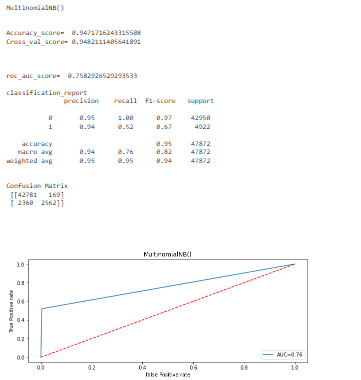 MultinomialNB()
Accuracy_score= 0.9471716243315508
Cross_val_score= 0.9482111405641891
roc_auc_score= 0.7582926529293533
classification_report
precision recall f1-score support
0 0.95 1.00 0.97 42950
1 0.94 0.52 0.67 4922
accuracy 0.95 47872
macro avg 0.94 0.76 0.82 47872
weighted avg 0.95 0.95 0.94 47872
Confusion Matrix
[[42781 169]
[ 2360 2562]]
MultinomialNB()
1.0
0.8
0.6
0.4
0.2
0.0
True Positive rate
AUC=0.76
0.0 0.2 0.4 0.6 0.8 1.0
False Positive rate